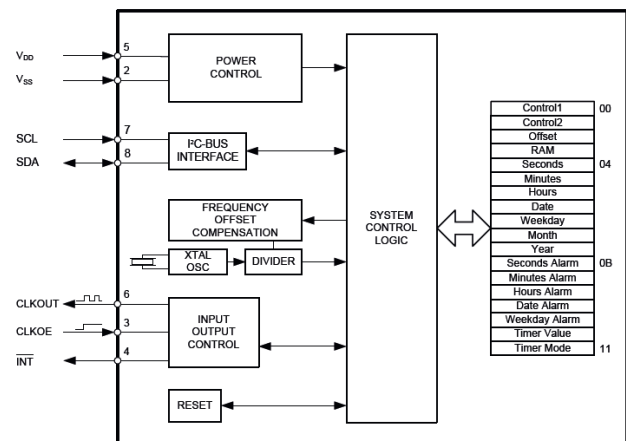 V_DD
5
POWER
CONTROL
V_SS
2
SCL
7
SDA
8
I²C-BUS
INTERFACE
FREQUENCY
OFFSET
COMPENSATION
XTAL
OSC
DIVIDER
CLKOUT
6
CLKOE
3
INT
4
INPUT
OUTPUT
CONTROL
RESET
SYSTEM
CONTROL
LOGIC
Control1 00
Control2
Offset
RAM
Seconds 04
Minutes
Hours
Date
Weekday
Month
Year
Seconds Alarm 0B
Minutes Alarm
Hours Alarm
Date Alarm
Weekday Alarm
Timer Value
Timer Mode 11